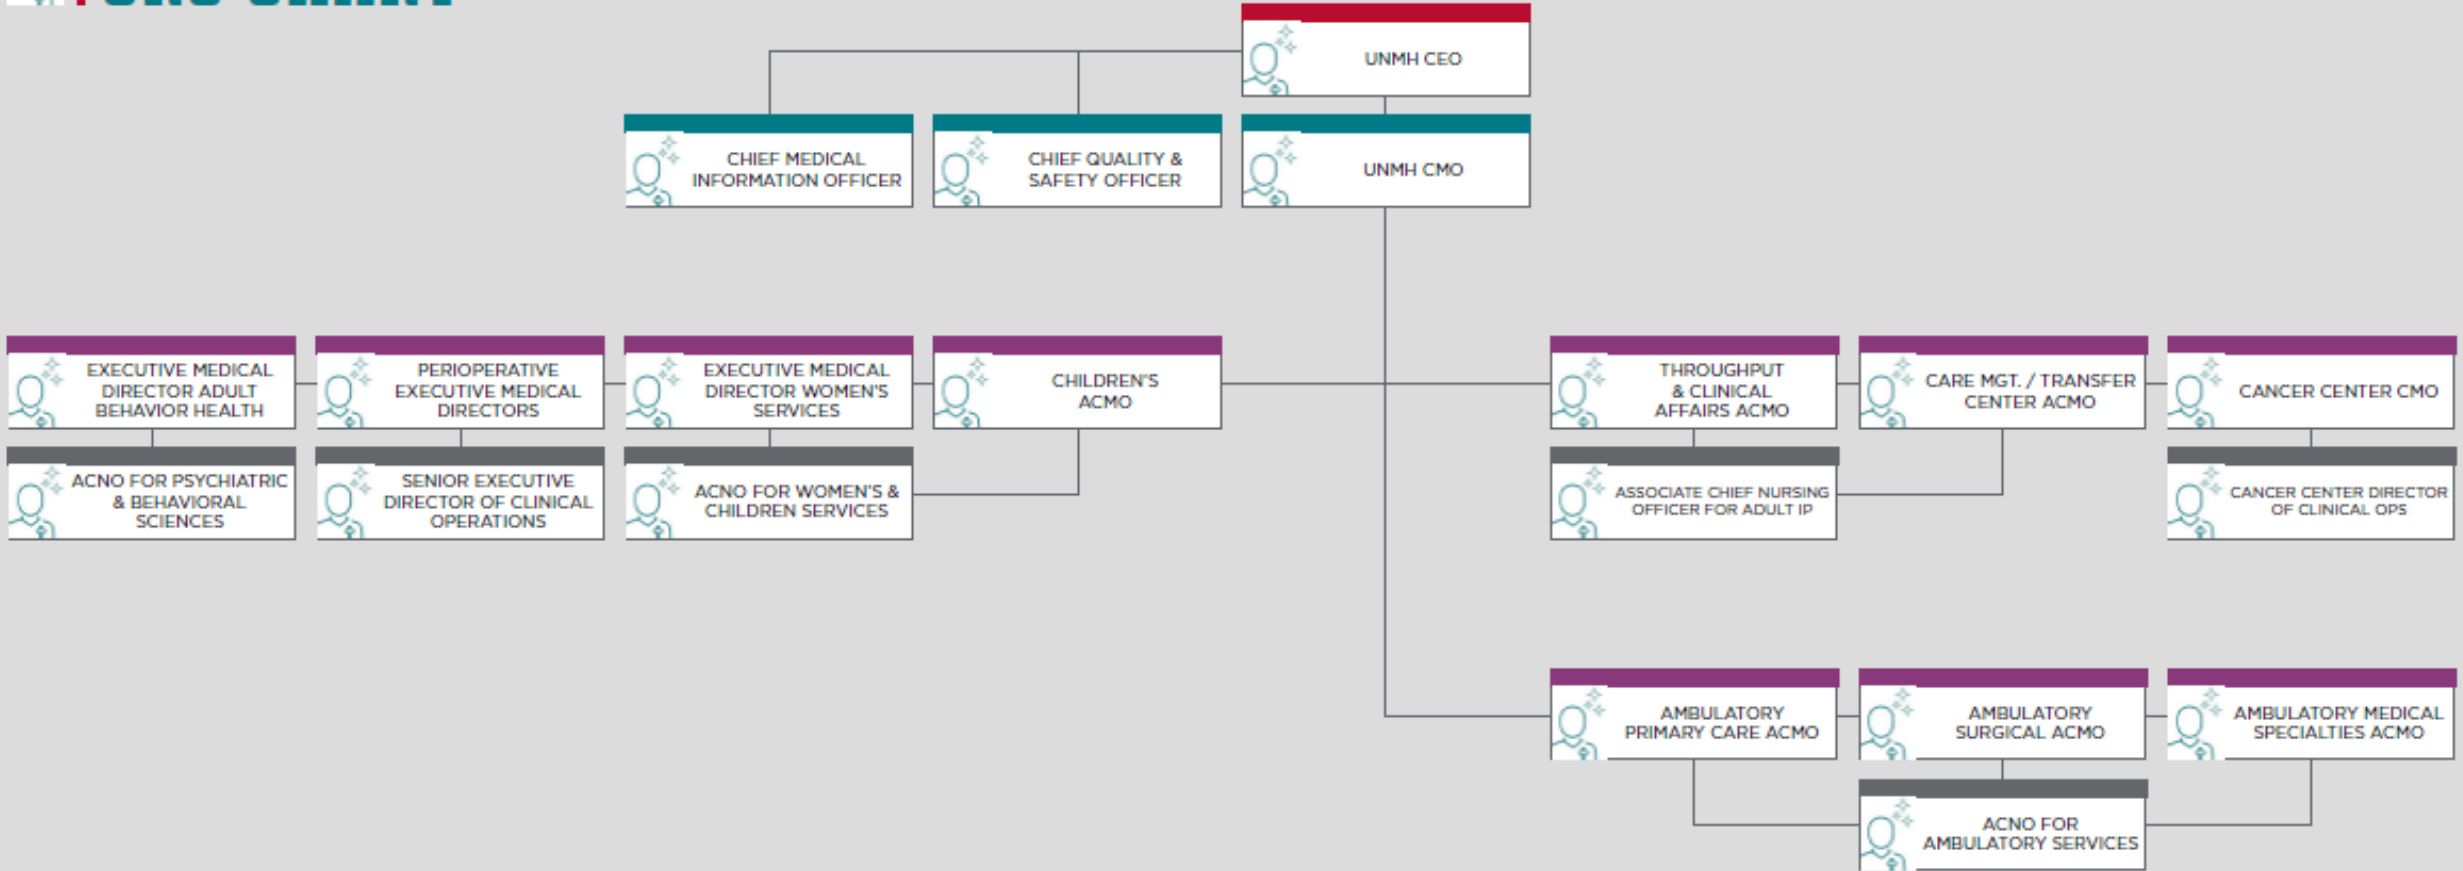 UNMH CEO
CHIEF MEDICAL
INFORMATION OFFICER
CHIEF QUALITY &
SAFETY OFFICER
UNMH CMO
EXECUTIVE MEDICAL
DIRECTOR ADULT
BEHAVIOR HEALTH
PERIOPERATIVE
EXECUTIVE MEDICAL
DIRECTORS
EXECUTIVE MEDICAL
DIRECTOR WOMEN'S
SERVICES
CHILDREN'S
ACMO
THROUGHPUT
& CLINICAL
AFFAIRS ACMO
CARE MGT. / TRANSFER
CENTER ACMO
CANCER CENTER CMO
ACNO FOR PSYCHIATRIC
& BEHAVIORAL
SCIENCES
SENIOR EXECUTIVE
DIRECTOR OF CLINICAL
OPERATIONS
ACNO FOR WOMEN'S &
CHILDREN SERVICES
ASSOCIATE CHIEF NURSING
OFFICER FOR ADULT IP
CANCER CENTER DIRECTOR
OF CLINICAL OPS
AMBULATORY
PRIMARY CARE ACMO
AMBULATORY
SURGICAL ACMO
AMBULATORY MEDICAL
SPECIALTIES ACMO
ACNO FOR
AMBULATORY SERVICES